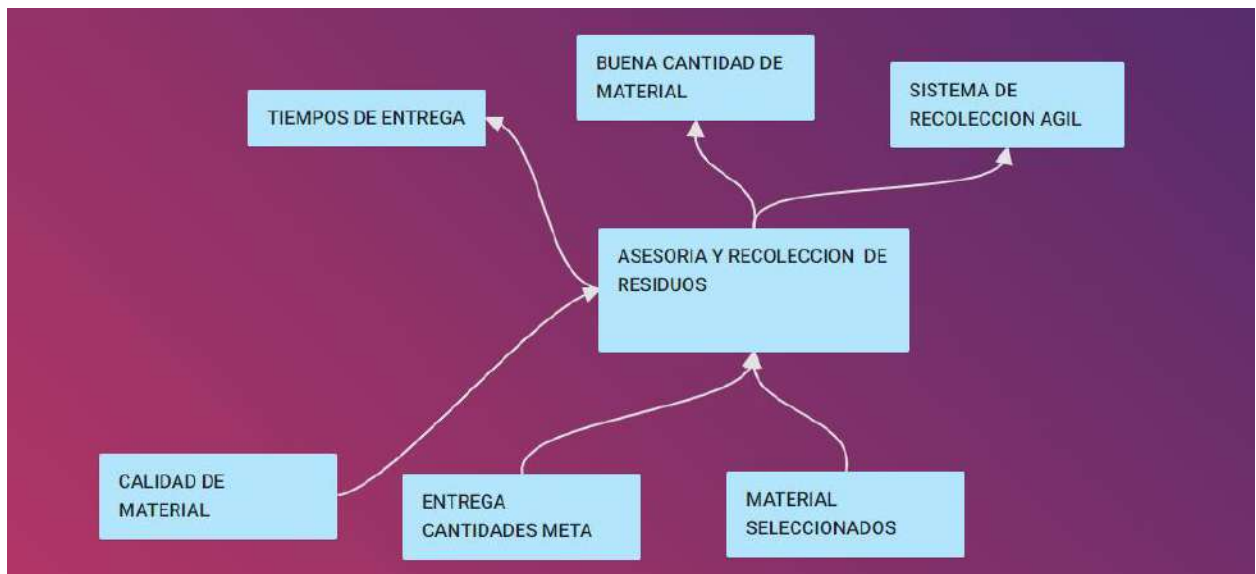 BUENA CANTIDAD DE
MATERIAL
SISTEMA DE
RECOLECCION AGIL
TIEMPOS DE ENTREGA
ASESORIA Y RECOLECCION DE
RESIDUOS
CALIDAD DE
MATERIAL
ENTREGA
CANTIDADES META
MATERIAL
SELECCIONADOS